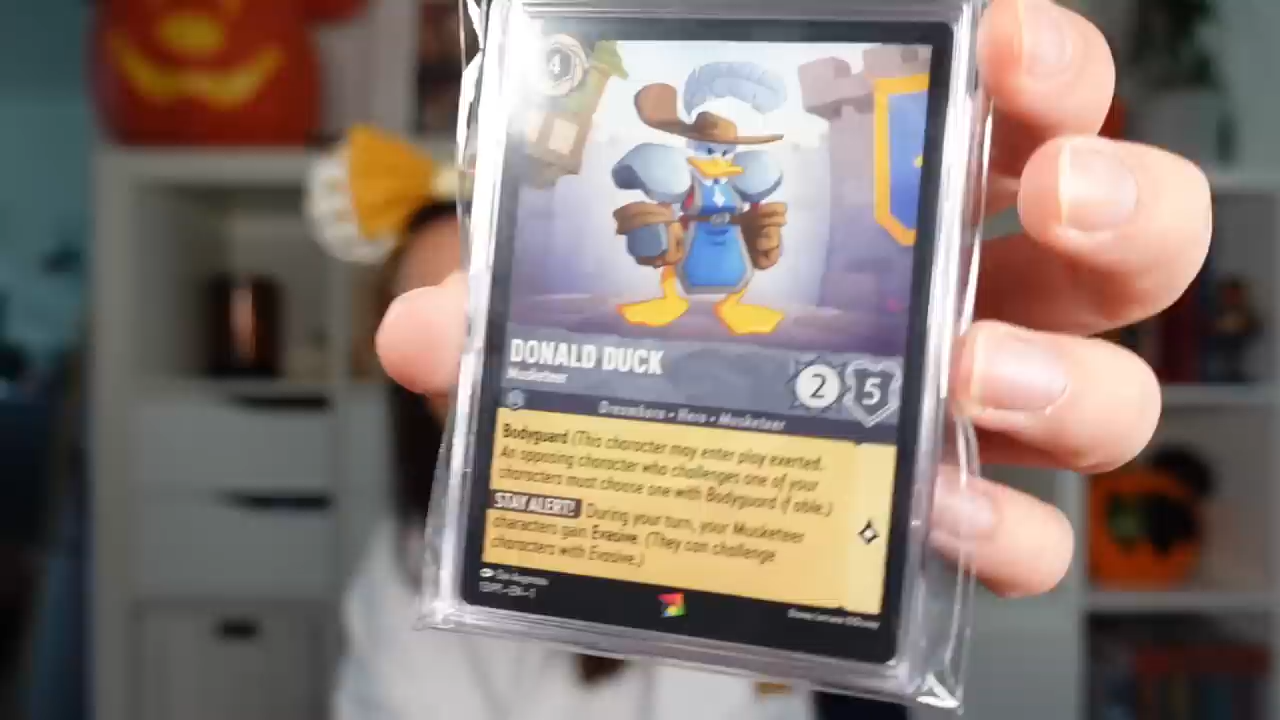 4
DONALD DUCK
Musketeer
2 5
Dreamborn • Hero • Musketeer
Bodyguard (This character may enter play exerted.
An opposing character who challenges one of your
characters must choose one with Bodyguard if able.)
STAY ALERT! During your turn, your Musketeer
characters gain Evasive. (They can challenge
characters with Evasive.)